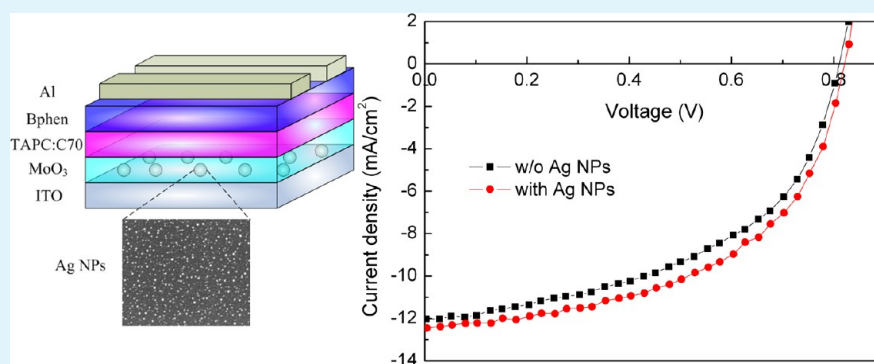 Al
Bphen
TAPC:C70
MoO₃
ITO
Ag NPs
2
0
-2
-4
-6
-8
-10
-12
-14
Current density (mA/cm²)
0.0
0.2
0.4
0.6
0.8
Voltage (V)
w/o Ag NPs
with Ag NPs